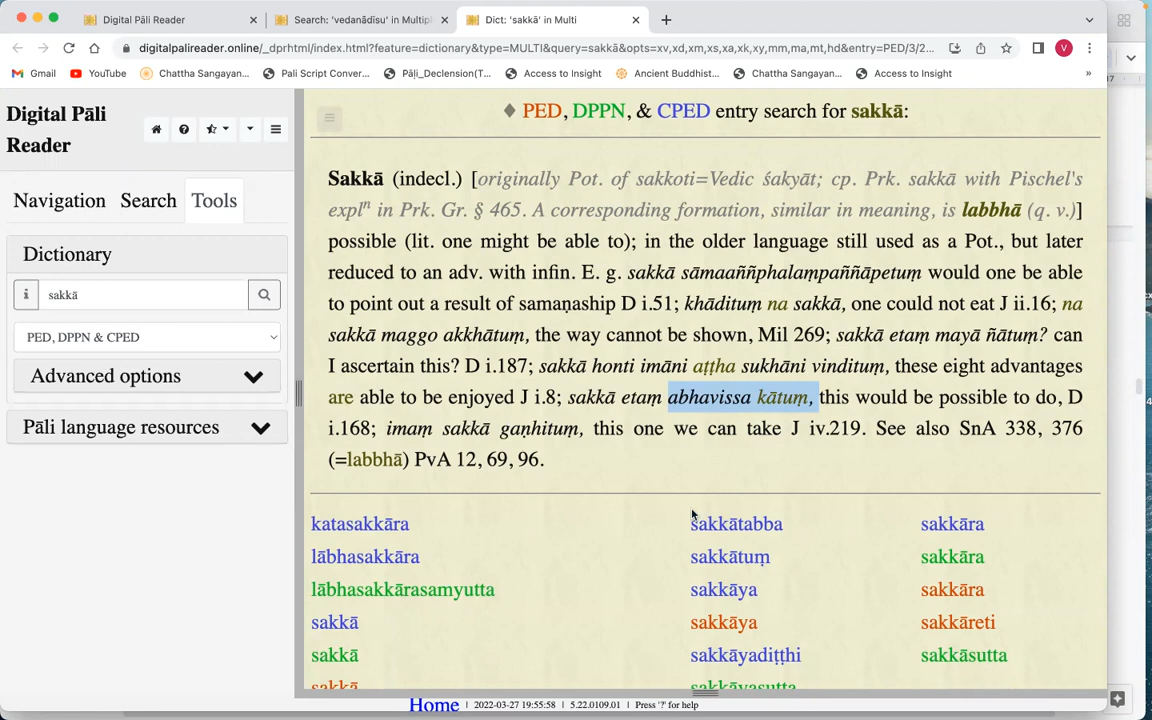 Digital Pāli Reader
Search: 'vedanādisu' in Multip
Dict: 'sakkā' in Multi
digitalpalireader.online/_dprhtml/index.html?feature=dictionary&type=MULTI&query=sakkā&opts=xv,xd,xm,xs,xa,xk,xy,mm,ma,mt,hd&entry=PED/3/2...
V
Gmail
YouTube
Chattha Sangayan...
Pali Script Conver...
Pāḷi_Declension(T...
Access to Insight
Ancient Buddhist...
Chattha Sangayan...
Access to Insight
»
Digital Pāli
Reader
Navigation
Search
Tools
Dictionary
i
sakkā
PED, DPPN & CPED
Advanced options
Pāli language resources
♦ PED, DPPN, & CPED entry search for sakkā:
Sakkā (indecl.) [originally Pot. of sakkoti=Vedic śakyāt; cp. Prk. sakkā with Pischel's
explⁿ in Prk. Gr. § 465. A corresponding formation, similar in meaning, is labbhā (q. v.)]
possible (lit. one might be able to); in the older language still used as a Pot., but later
reduced to an adv. with infin. E. g. sakkā sāmaaññphalaṃpaññāpetuṃ would one be able
to point out a result of samaṇaship D i.51; khādituṃ na sakkā, one could not eat J ii.16; na
sakkā maggo akkhātuṃ, the way cannot be shown, Mil 269; sakkā etaṃ mayā ñātuṃ? can
I ascertain this? D i.187; sakkā honti imāni aṭṭha sukhāni vindituṃ, these eight advantages
are able to be enjoyed J i.8; sakkā etaṃ abhavissa kātuṃ, this would be possible to do, D
i.168; imaṃ sakkā gaṇhituṃ, this one we can take J iv.219. See also SnA 338, 376
(=labbhā) PvA 12, 69, 96.
katasakkāra
sakkātabba
sakkāra
lābhasakkāra
sakkātuṃ
sakkāra
lābhasakkārasamyutta
sakkāya
sakkāra
sakkā
sakkāya
sakkāreti
sakkā
sakkāyadiṭṭhi
sakkāsutta
sakkā
sakkāyasutta
Home | 2022-03-27 19:55:58 | 5.22.0109.01 | Press '?' for help
17